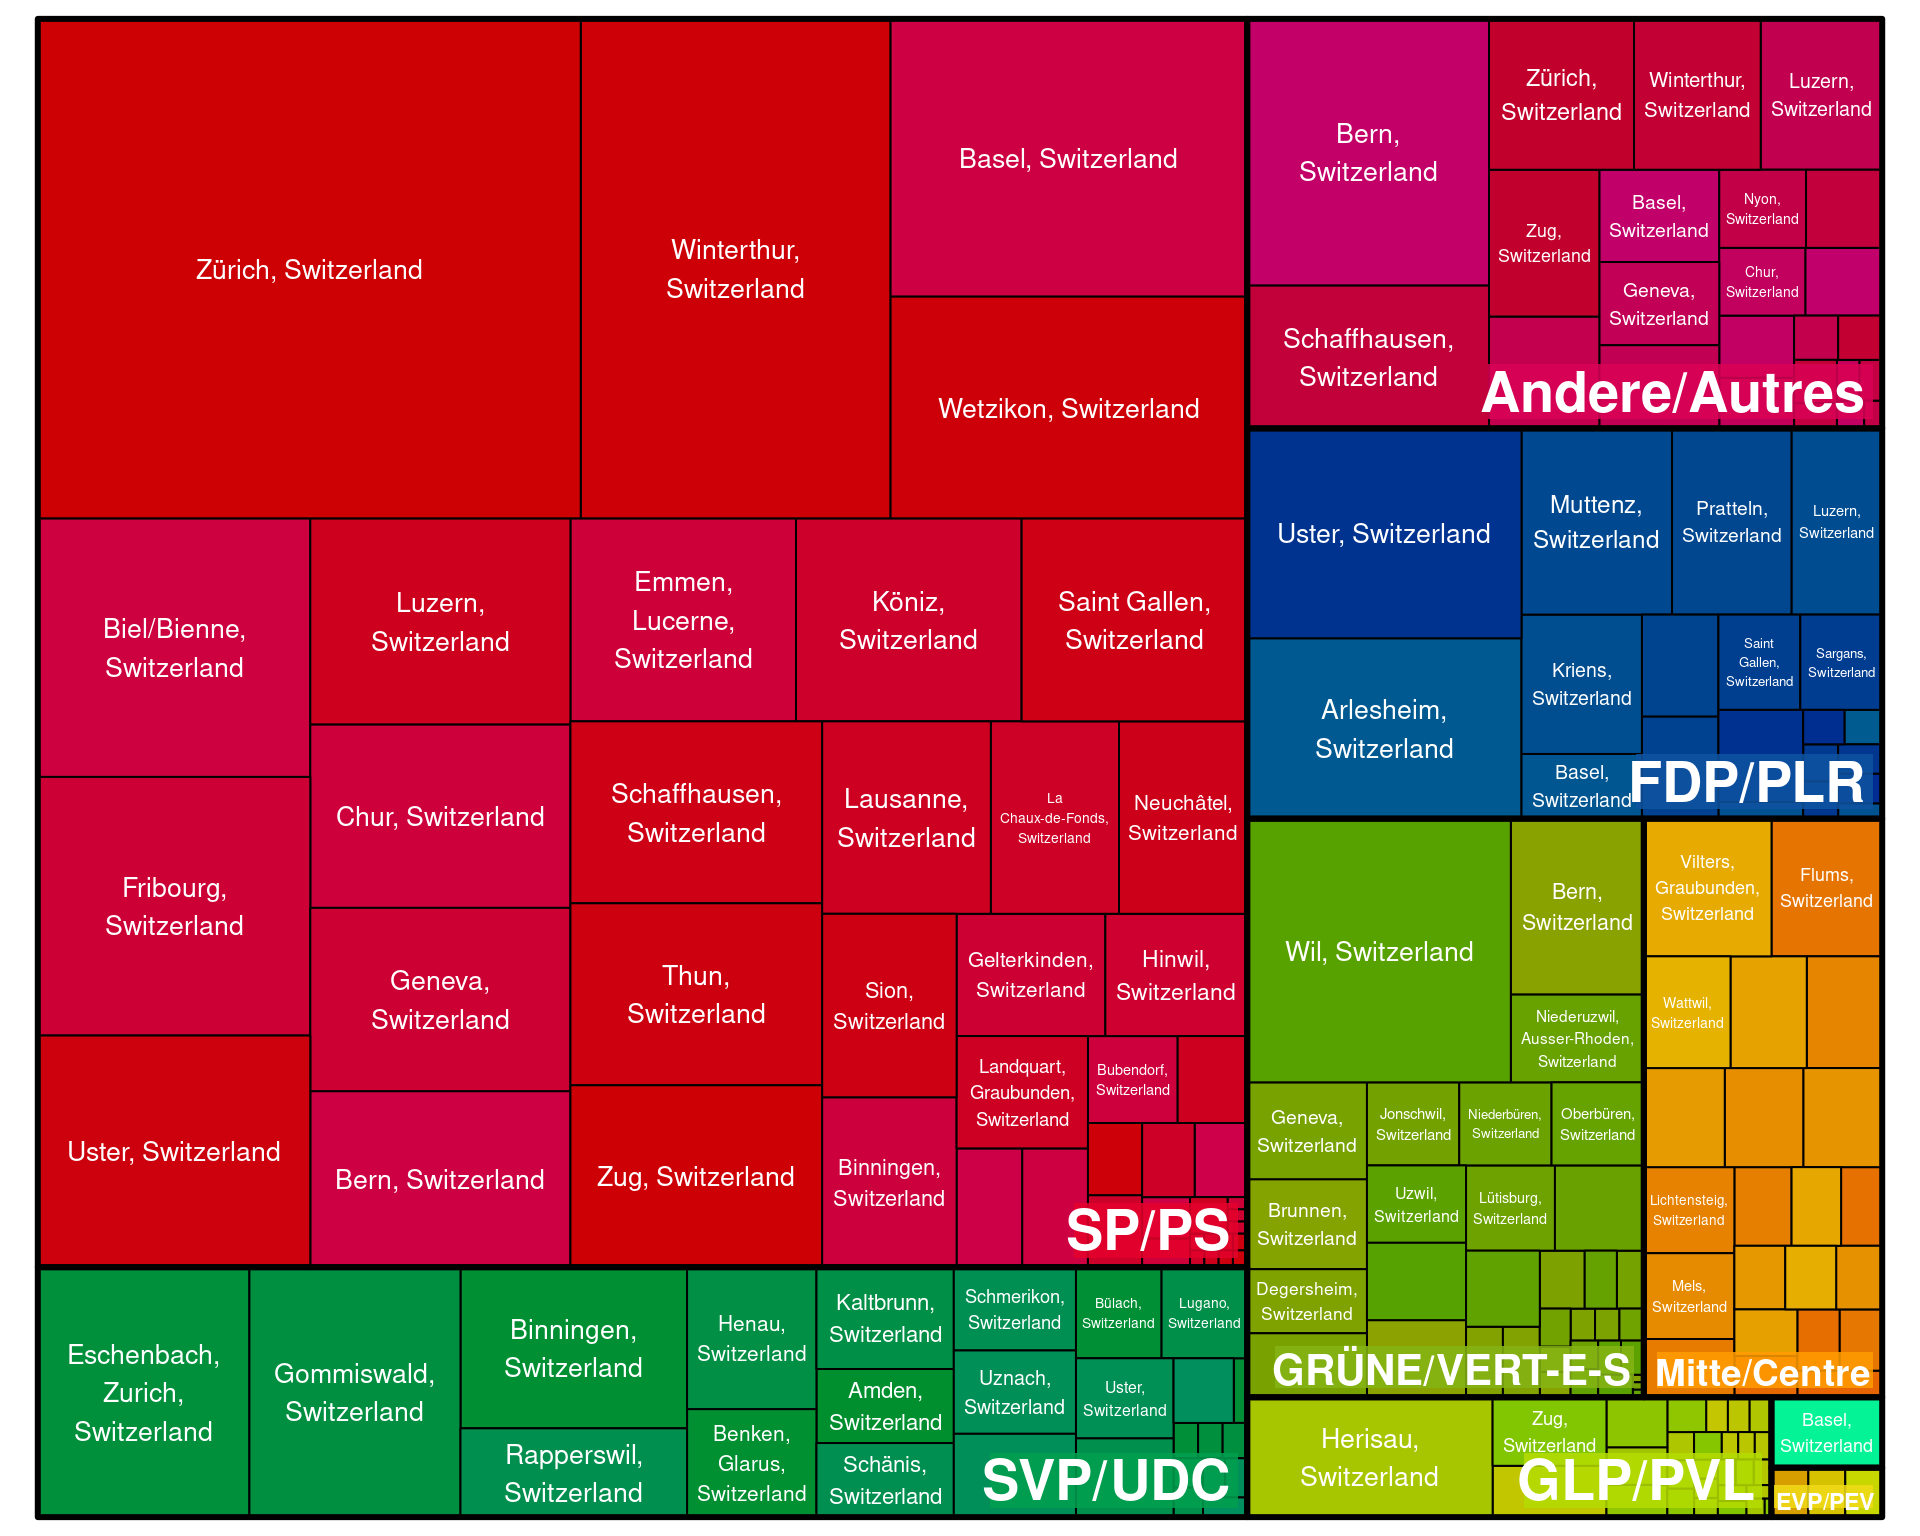 Zürich, Switzerland
Winterthur,
Switzerland
Basel, Switzerland
Wetzikon, Switzerland
Biel/Bienne,
Switzerland
Fribourg,
Switzerland
Uster, Switzerland
Luzern,
Switzerland
Chur, Switzerland
Geneva,
Switzerland
Bern, Switzerland
Emmen,
Lucerne,
Switzerland
Köniz,
Switzerland
Saint Gallen,
Switzerland
Schaffhausen,
Switzerland
Thun,
Switzerland
Zug, Switzerland
Lausanne,
Switzerland
La
Chaux-de-Fonds,
Switzerland
Neuchâtel,
Switzerland
Sion,
Switzerland
Binningen,
Switzerland
Gelterkinden,
Switzerland
Hinwil,
Switzerland
Landquart,
Graubunden,
Switzerland
Bubendorf,
Switzerland
SP/PS
Eschenbach,
Zurich,
Switzerland
Gommiswald,
Switzerland
Binningen,
Switzerland
Rapperswil,
Switzerland
Henau,
Switzerland
Benken,
Glarus,
Switzerland
Kaltbrunn,
Switzerland
Amden,
Switzerland
Schänis,
Switzerland
Schmerikon,
Switzerland
Uznach,
Switzerland
Bülach,
Switzerland
Lugano,
Switzerland
Uster,
Switzerland
SVP/UDC
Bern,
Switzerland
Schaffhausen,
Switzerland
Zürich,
Switzerland
Winterthur,
Switzerland
Luzern,
Switzerland
Zug,
Switzerland
Basel,
Switzerland
Geneva,
Switzerland
Nyon,
Switzerland
Chur,
Switzerland
Andere/Autres
Uster, Switzerland
Arlesheim,
Switzerland
Muttenz,
Switzerland
Pratteln,
Switzerland
Luzern,
Switzerland
Kriens,
Switzerland
Basel,
Switzerland
Saint
Gallen,
Switzerland
Sargans,
Switzerland
FDP/PLR
Wil, Switzerland
Bern,
Switzerland
Niederuzwil,
Ausser-Rhoden,
Switzerland
Geneva,
Switzerland
Brunnen,
Switzerland
Degersheim,
Switzerland
Jonschwil,
Switzerland
Niederbüren,
Switzerland
Oberbüren,
Switzerland
Uzwil,
Switzerland
Lütisburg,
Switzerland
GRÜNE/VERT-E-S
Vilters,
Graubunden,
Switzerland
Flums,
Switzerland
Wattwil,
Switzerland
Lichtensteig,
Switzerland
Mels,
Switzerland
Mitte/Centre
Herisau,
Switzerland
Zug,
Switzerland
GLP/PVL
Basel,
Switzerland
EVP/PEV